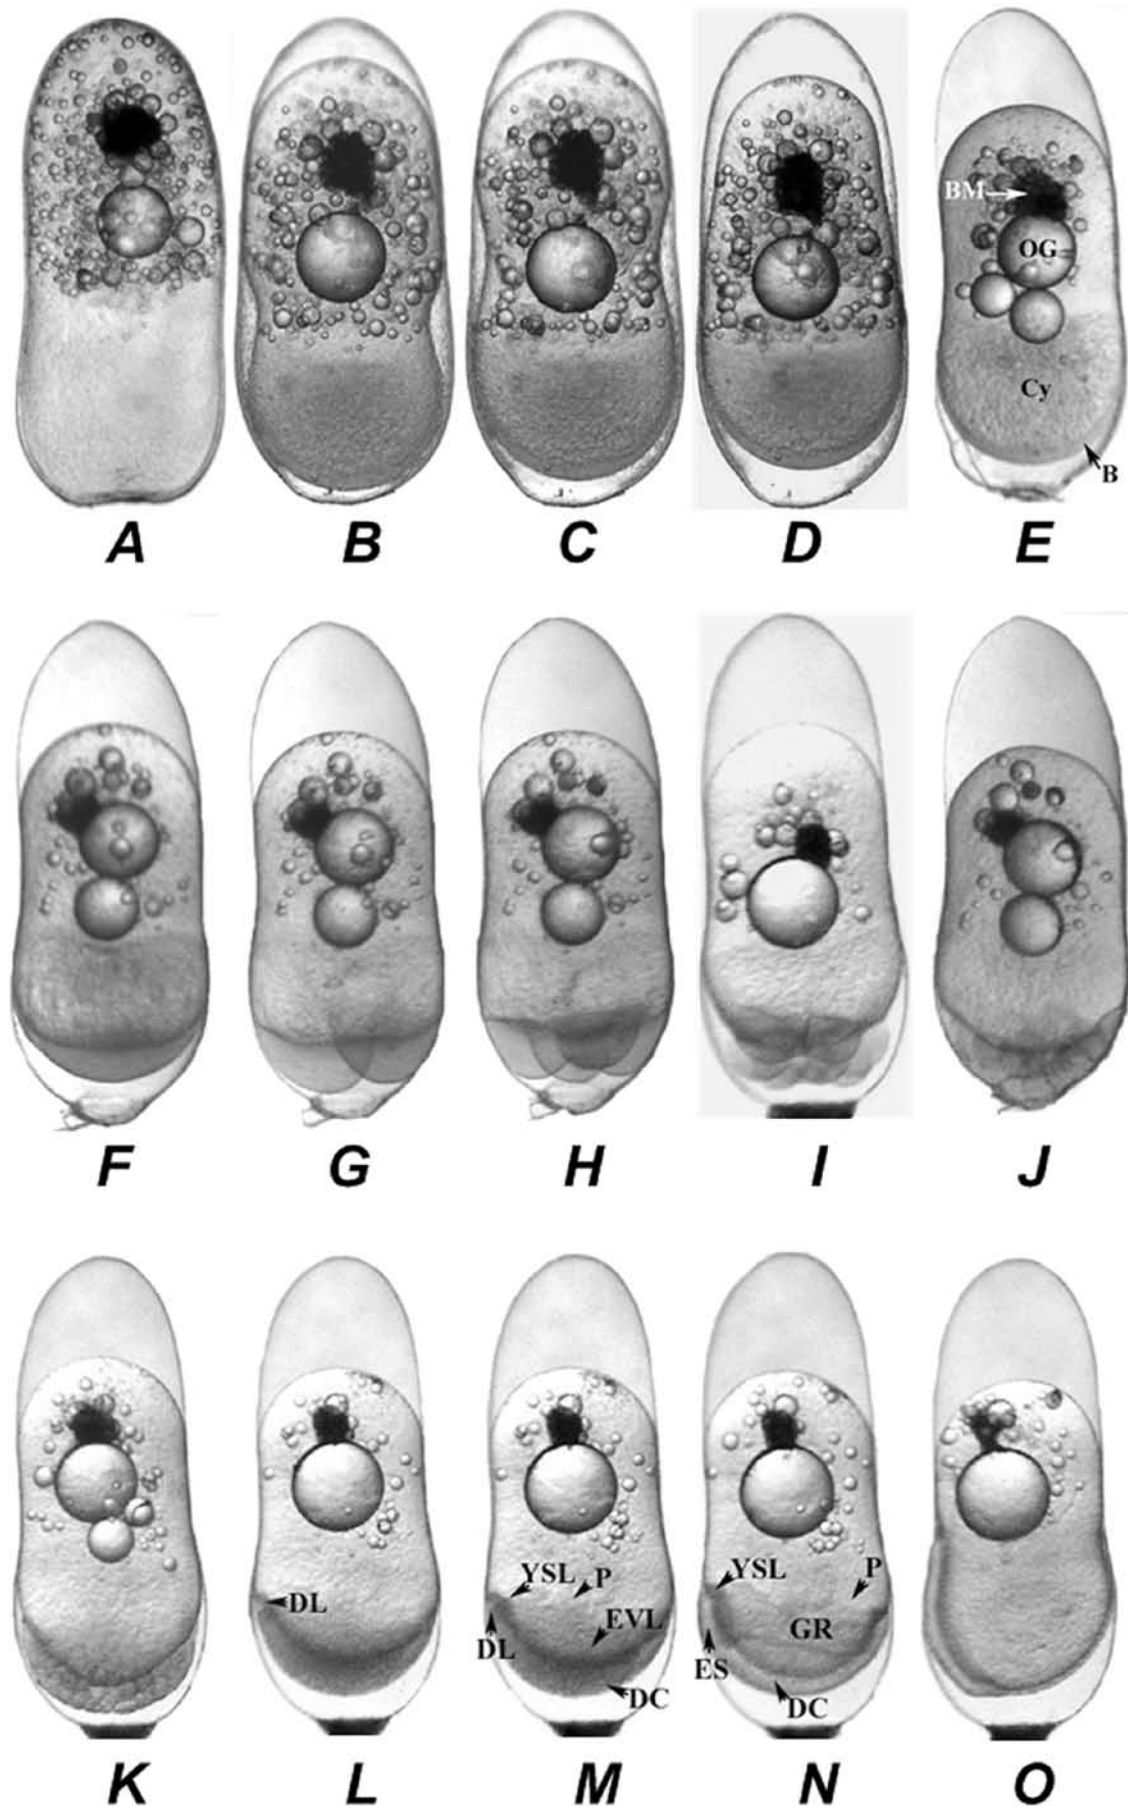 BM
OG
Cy
B
A B C D E
F G H I J
YSL P YSL P
DL EVL GR
DL ES
DC DC
K L M N O